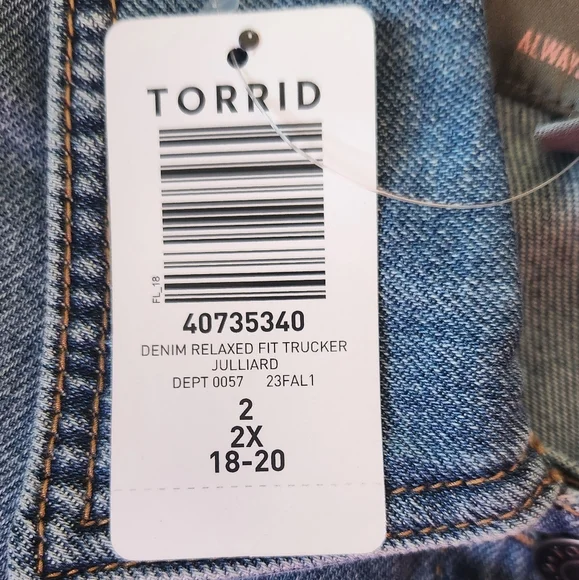 ALWAY
TORRID
FL_18
40735340
DENIM RELAXED FIT TRUCKER
JULLIARD
DEPT 0057 23FAL1
2
2X
18-20